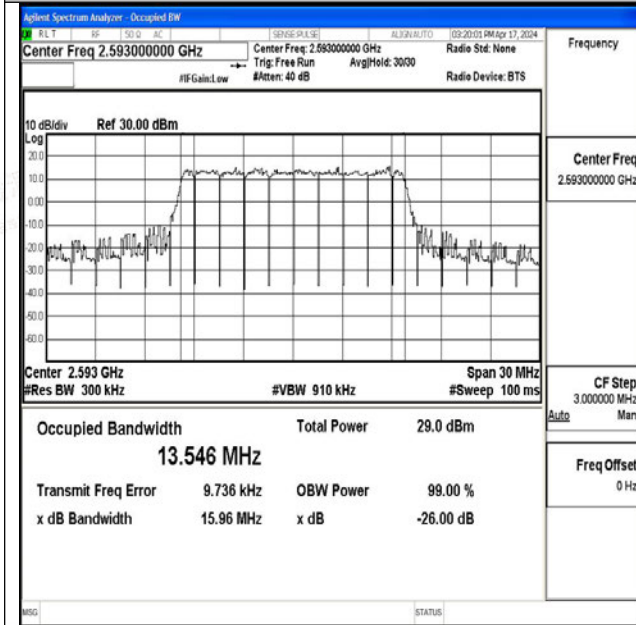 Agilent Spectrum Analyzer - Occupied BW
RLT RF 50 Ω AC SENSE:PULSE ALIGNAUTO 03:20:01 PM Apr 17, 2024
Center Freq 2.593000000 GHz
Center Freq: 2.593000000 GHz
Radio Std: None
Trig: Free Run Avg|Hold: 30/30
#IFGain:Low #Atten: 40 dB Radio Device: BTS
Frequency
10 dB/div Ref 30.00 dBm
Log
20.0
10.0
0.00
-10.0
-20.0
-30.0
-40.0
-50.0
-60.0
Center 2.593 GHz Span 30 MHz
#Res BW 300 kHz #VBW 910 kHz #Sweep 100 ms
Occupied Bandwidth Total Power 29.0 dBm
13.546 MHz
Transmit Freq Error 9.736 kHz OBW Power 99.00 %
x dB Bandwidth 15.96 MHz x dB -26.00 dB
Center Freq
2.593000000 GHz
CF Step
3.000000 MHz
Auto Man
Freq Offset
0 Hz
MSG STATUS